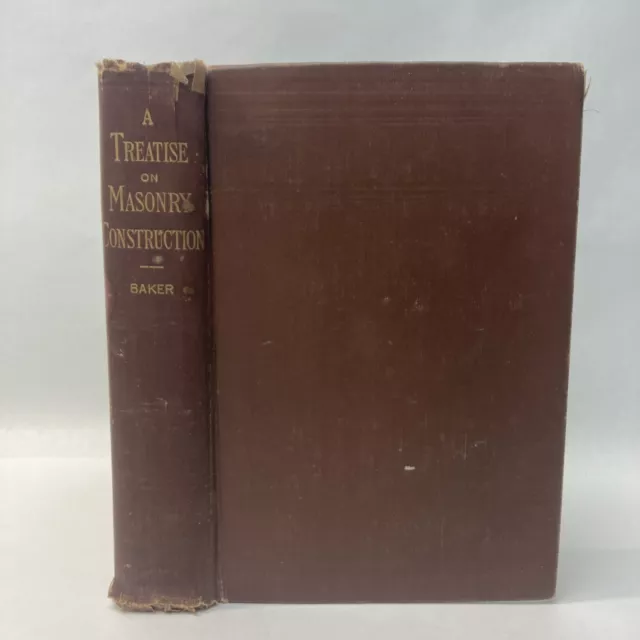 A
TREATISE
ON
MASONRY
CONSTRUCTION
BAKER